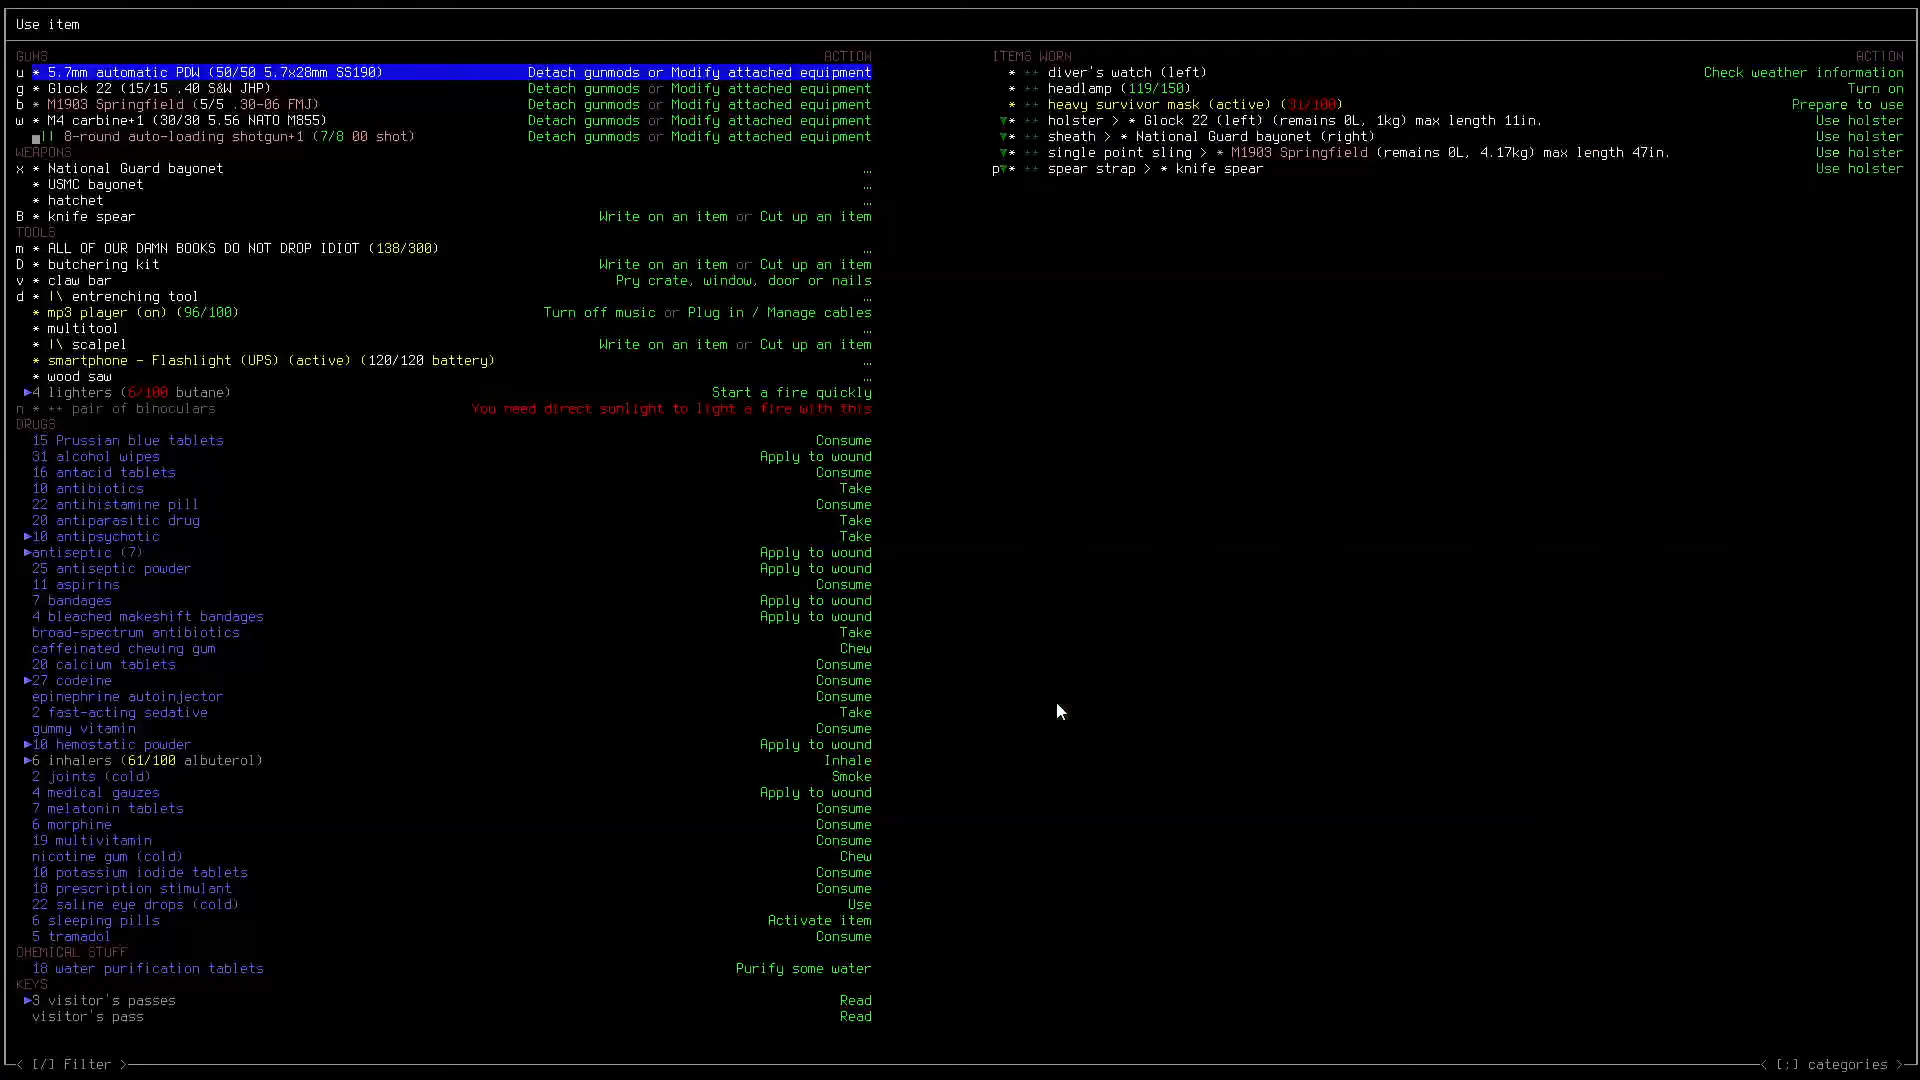 Use item
GUNS ACTION
u * 5.7mm automatic PDW (50/50 5.7x28mm SS190) Detach gunmods or Modify attached equipment
g * Glock 22 (15/15 .40 S&W JHP) Detach gunmods or Modify attached equipment
b * M1903 Springfield (5/5 .30-06 FMJ) Detach gunmods or Modify attached equipment
w * M4 carbine+1 (30/30 5.56 NATO M855) Detach gunmods or Modify attached equipment
|| 8-round auto-loading shotgun+1 (7/8 00 shot) Detach gunmods or Modify attached equipment
WEAPONS
x * National Guard bayonet …
* USMC bayonet …
* hatchet …
B * knife spear Write on an item or Cut up an item
TOOLS
m * ALL OF OUR DAMN BOOKS DO NOT DROP IDIOT (138/300) …
D * butchering kit Write on an item or Cut up an item
v * claw bar Pry crate, window, door or nails
d * |\ entrenching tool …
* mp3 player (on) (96/100) Turn off music or Plug in / Manage cables
* multitool …
* |\ scalpel Write on an item or Cut up an item
* smartphone - Flashlight (UPS) (active) (120/120 battery) …
* wood saw …
►4 lighters (6/100 butane) Start a fire quickly
n * ++ pair of binoculars You need direct sunlight to light a fire with this
DRUGS
15 Prussian blue tablets Consume
31 alcohol wipes Apply to wound
16 antacid tablets Consume
10 antibiotics Take
22 antihistamine pill Consume
20 antiparasitic drug Take
►10 antipsychotic Take
►antiseptic (7) Apply to wound
25 antiseptic powder Apply to wound
11 aspirins Consume
7 bandages Apply to wound
4 bleached makeshift bandages Apply to wound
broad-spectrum antibiotics Take
caffeinated chewing gum Chew
20 calcium tablets Consume
►27 codeine Consume
epinephrine autoinjector Consume
2 fast-acting sedative Take
gummy vitamin Consume
►10 hemostatic powder Apply to wound
►6 inhalers (61/100 albuterol) Inhale
2 joints (cold) Smoke
4 medical gauzes Apply to wound
7 melatonin tablets Consume
6 morphine Consume
19 multivitamin Consume
nicotine gum (cold) Chew
10 potassium iodide tablets Consume
18 prescription stimulant Consume
22 saline eye drops (cold) Use
6 sleeping pills Activate item
5 tramadol Consume
CHEMICAL STUFF
18 water purification tablets Purify some water
KEYS
►3 visitor's passes Read
visitor's pass Read
ITEMS WORN ACTION
* ++ diver's watch (left) Check weather information
* ++ headlamp (119/150) Turn on
* ++ heavy survivor mask (active) (31/100) Prepare to use
▼* ++ holster > * Glock 22 (left) (remains 0L, 1kg) max length 11in. Use holster
▼* ++ sheath > * National Guard bayonet (right) Use holster
▼* ++ single point sling > * M1903 Springfield (remains 0L, 4.17kg) max length 47in. Use holster
p▼* ++ spear strap > * knife spear Use holster
< [/] Filter > < [;] categories >